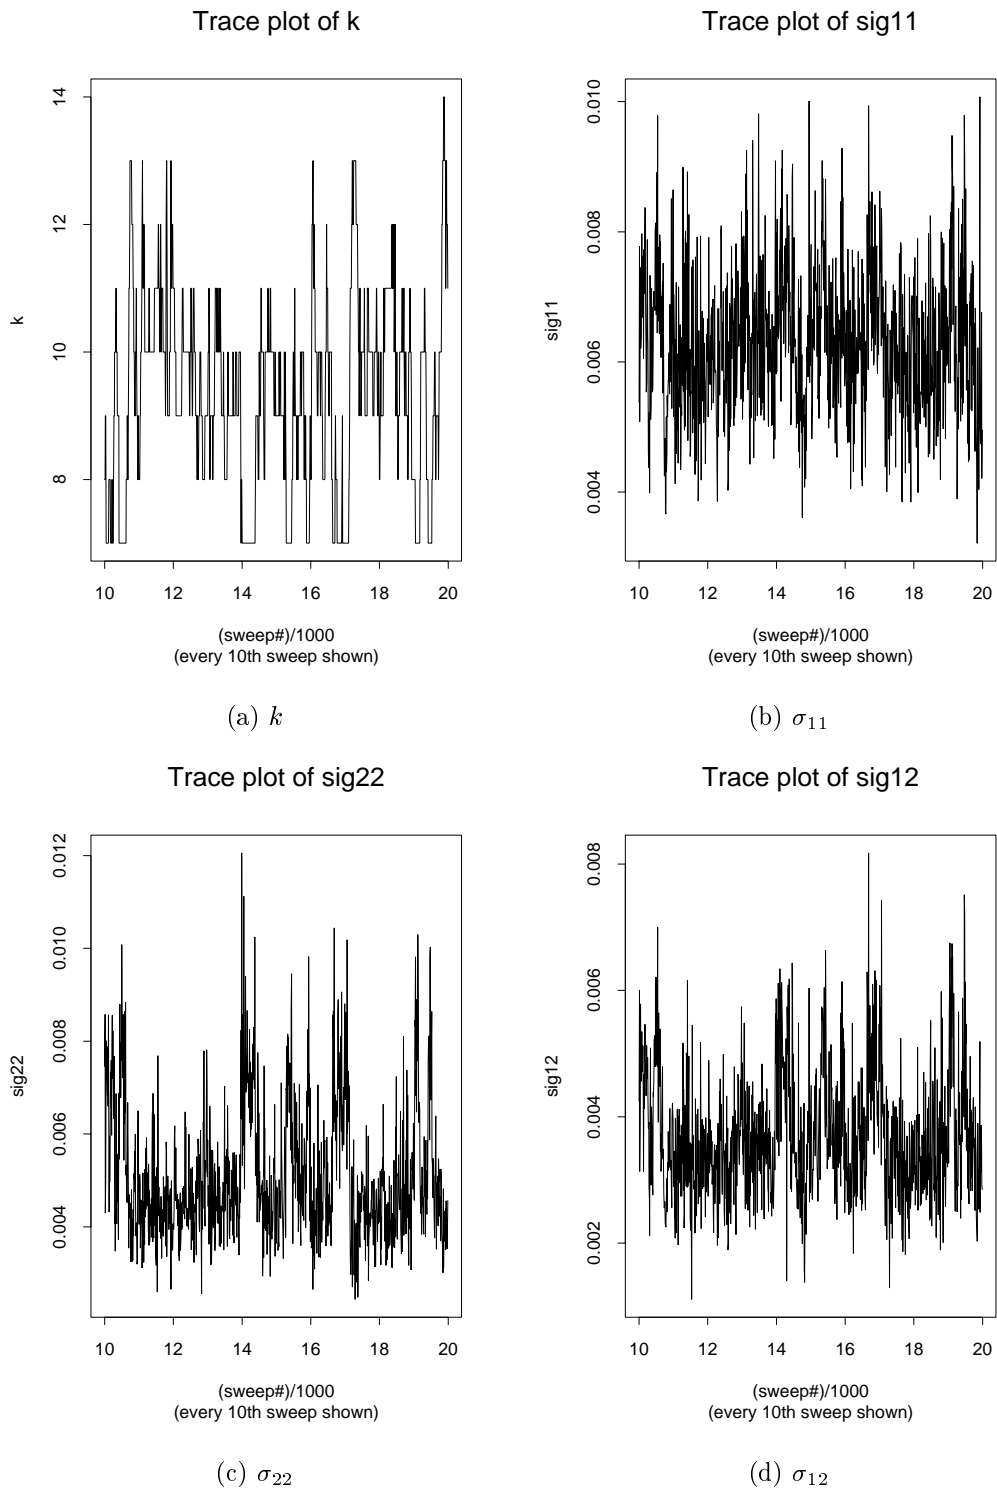 Trace plot of k
14
12
10
8
k
10 12 14 16 18 20
(sweep#)/1000
(every 10th sweep shown)
(a) k
Trace plot of sig11
0.010
0.008
0.006
0.004
sig11
10 12 14 16 18 20
(sweep#)/1000
(every 10th sweep shown)
(b) σ₁₁
Trace plot of sig22
0.012
0.010
0.008
0.006
0.004
sig22
10 12 14 16 18 20
(sweep#)/1000
(every 10th sweep shown)
(c) σ₂₂
Trace plot of sig12
0.008
0.006
0.004
0.002
sig12
10 12 14 16 18 20
(sweep#)/1000
(every 10th sweep shown)
(d) σ₁₂